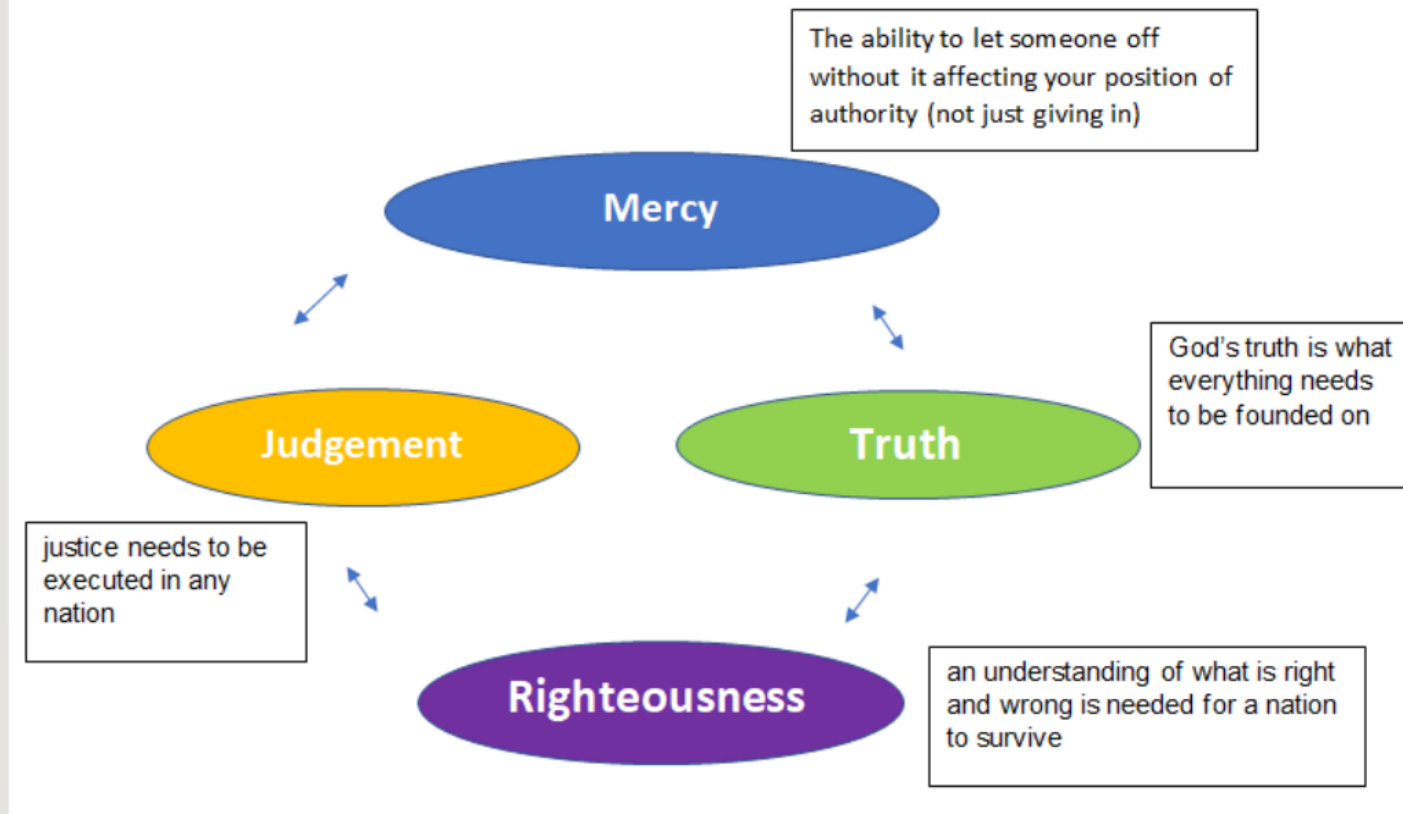 The ability to let someone off
without it affecting your position of
authority (not just giving in)
Mercy
God's truth is what
everything needs
to be founded on
Judgement
Truth
justice needs to be
executed in any
nation
Righteousness
an understanding of what is right
and wrong is needed for a nation
to survive